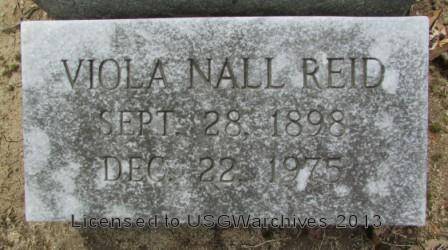 VIOLA NALL REID
SEPT. 28, 1898
DEC. 22 1975
Licensed to USGWarchives 2013